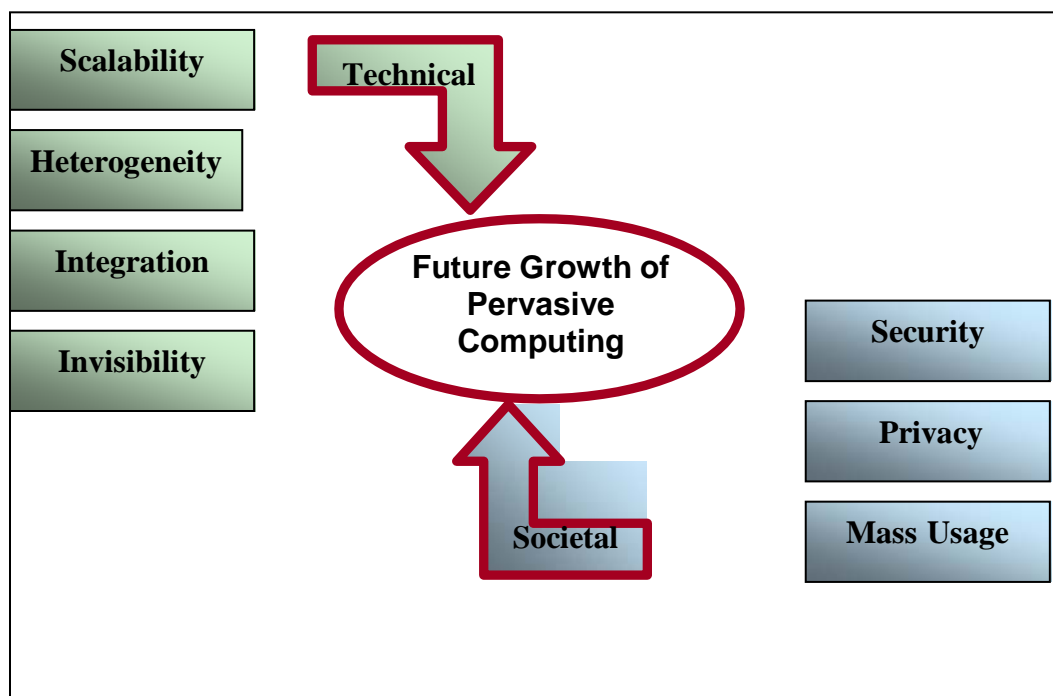 Scalability
Technical
Heterogeneity
Integration
Invisibility
Future Growth of
Pervasive
Computing
Security
Privacy
Mass Usage
Societal